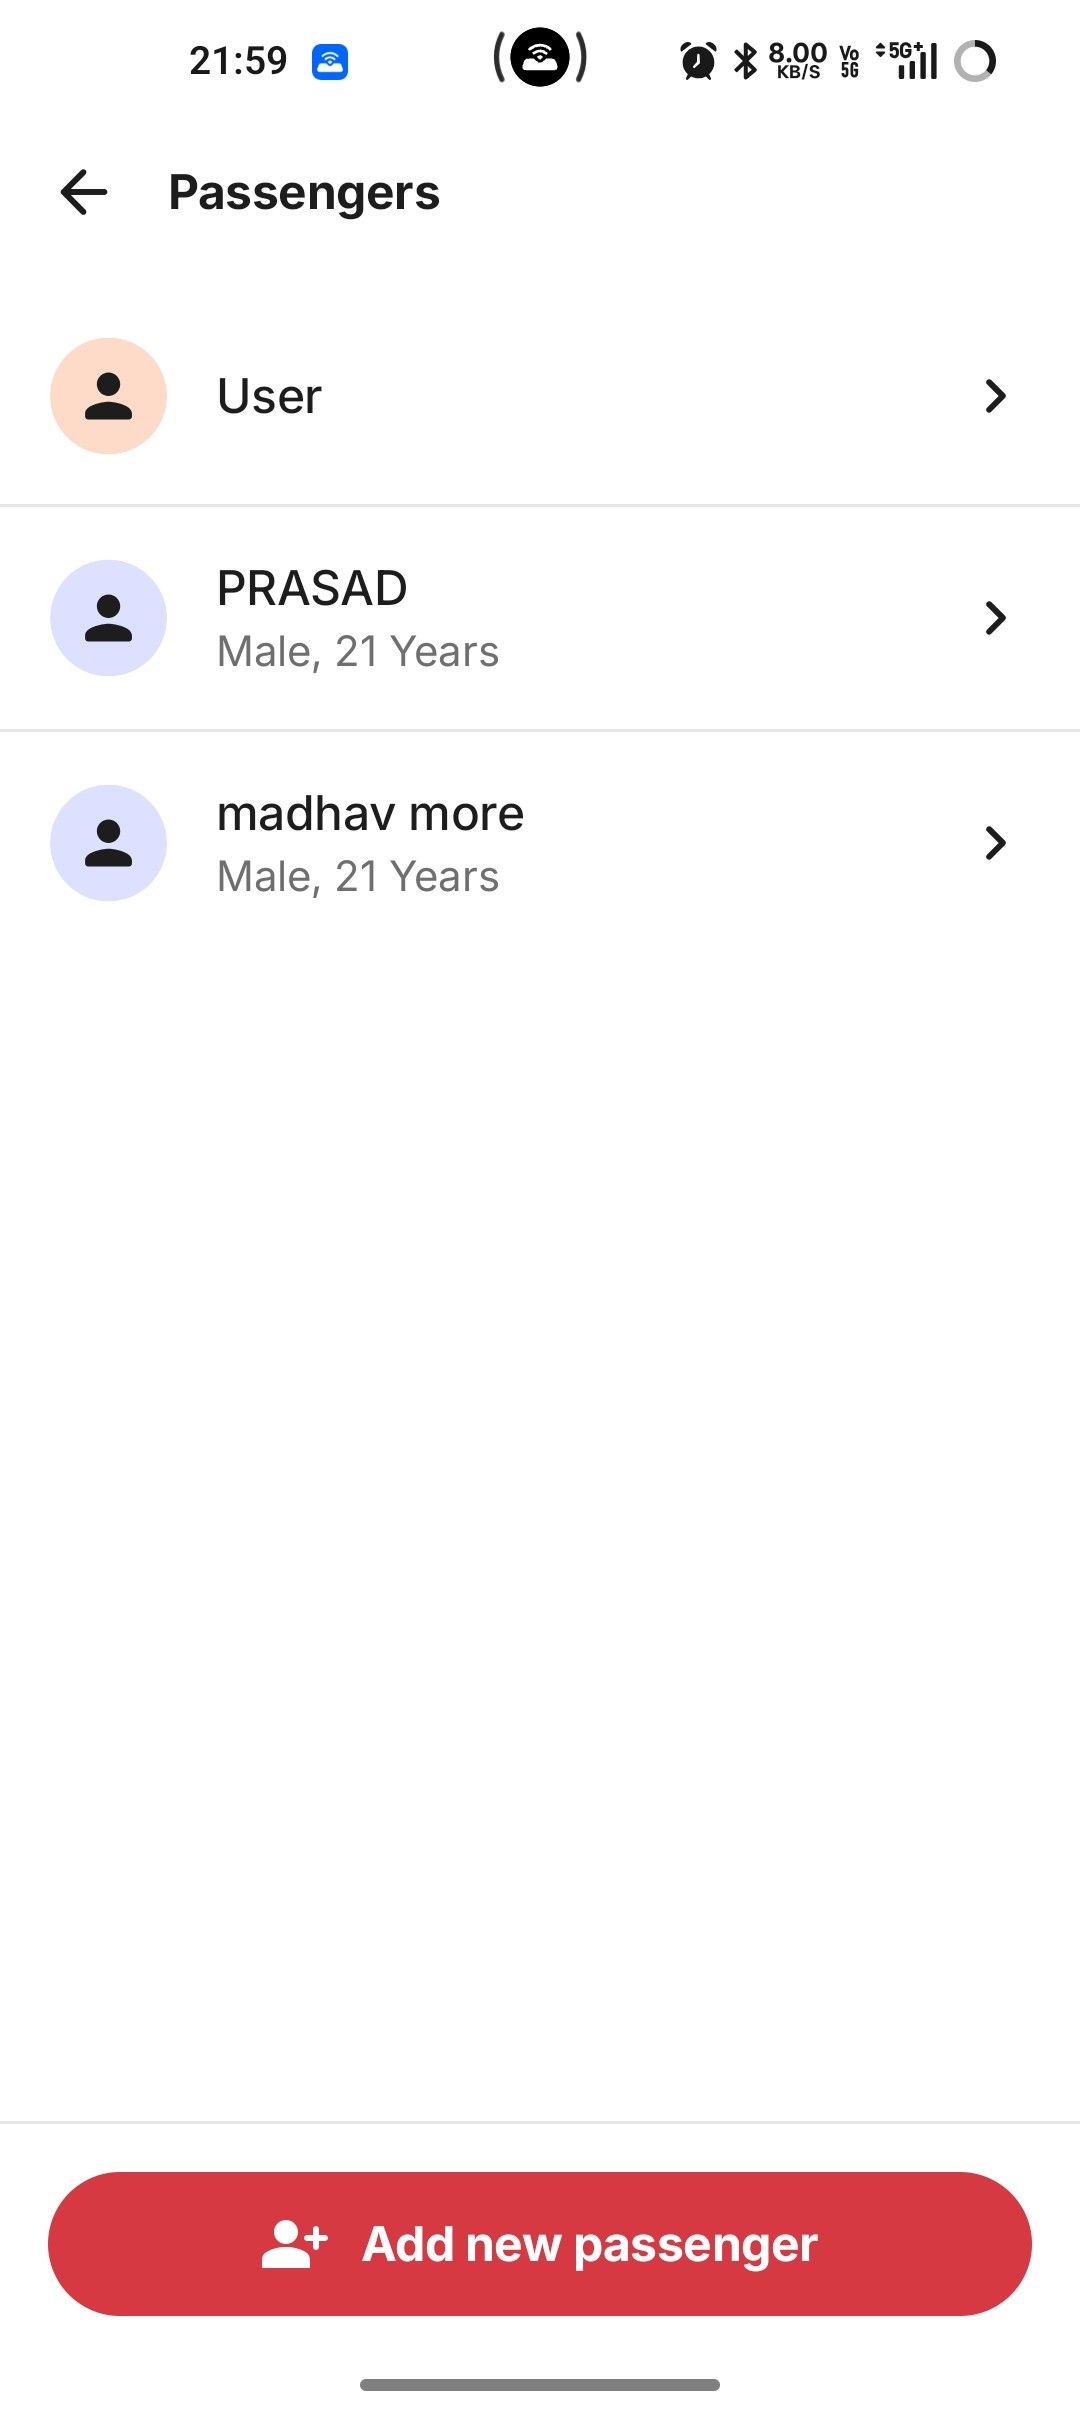 21:59
8.00
KB/S
Vo
5G
5G+
Passengers
User
PRASAD
Male, 21 Years
madhav more
Male, 21 Years
Add new passenger